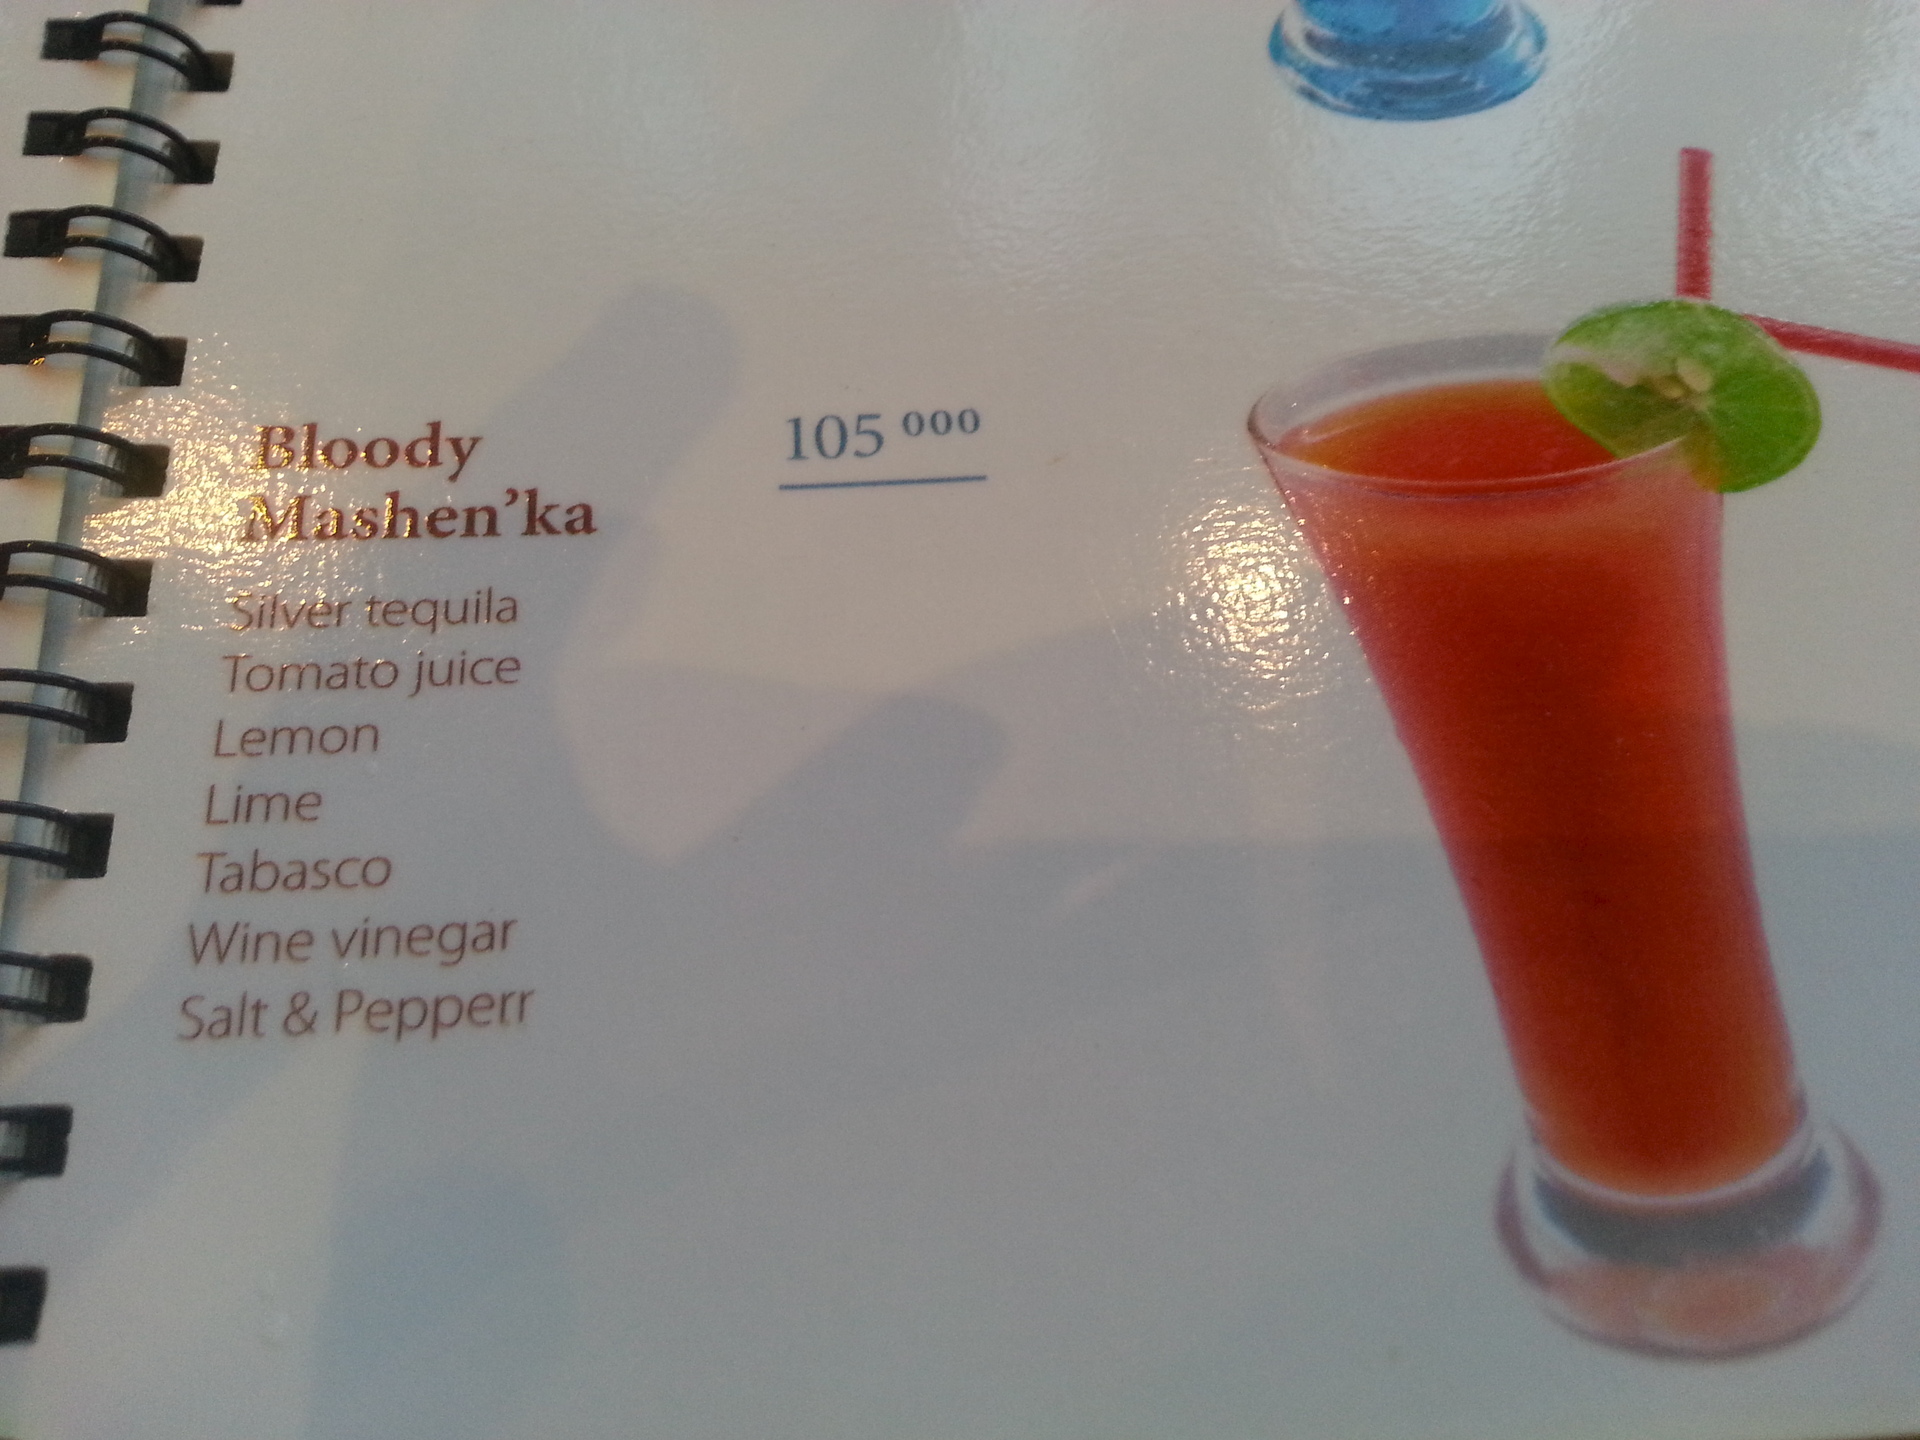 Bloody
Mashen'ka
105 000
Silver tequila
Tomato juice
Lemon
Lime
Tabasco
Wine vinegar
Salt & Pepperr